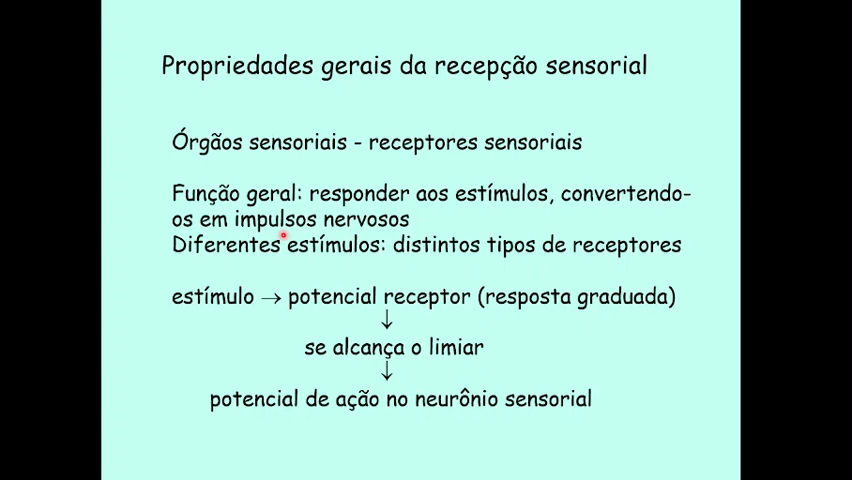 Propriedades gerais da recepção sensorial
Órgãos sensoriais - receptores sensoriais
Função geral: responder aos estímulos, convertendo-
os em impulsos nervosos
Diferentes estímulos: distintos tipos de receptores
estímulo → potencial receptor (resposta graduada)
↓
se alcança o limiar
↓
potencial de ação no neurônio sensorial